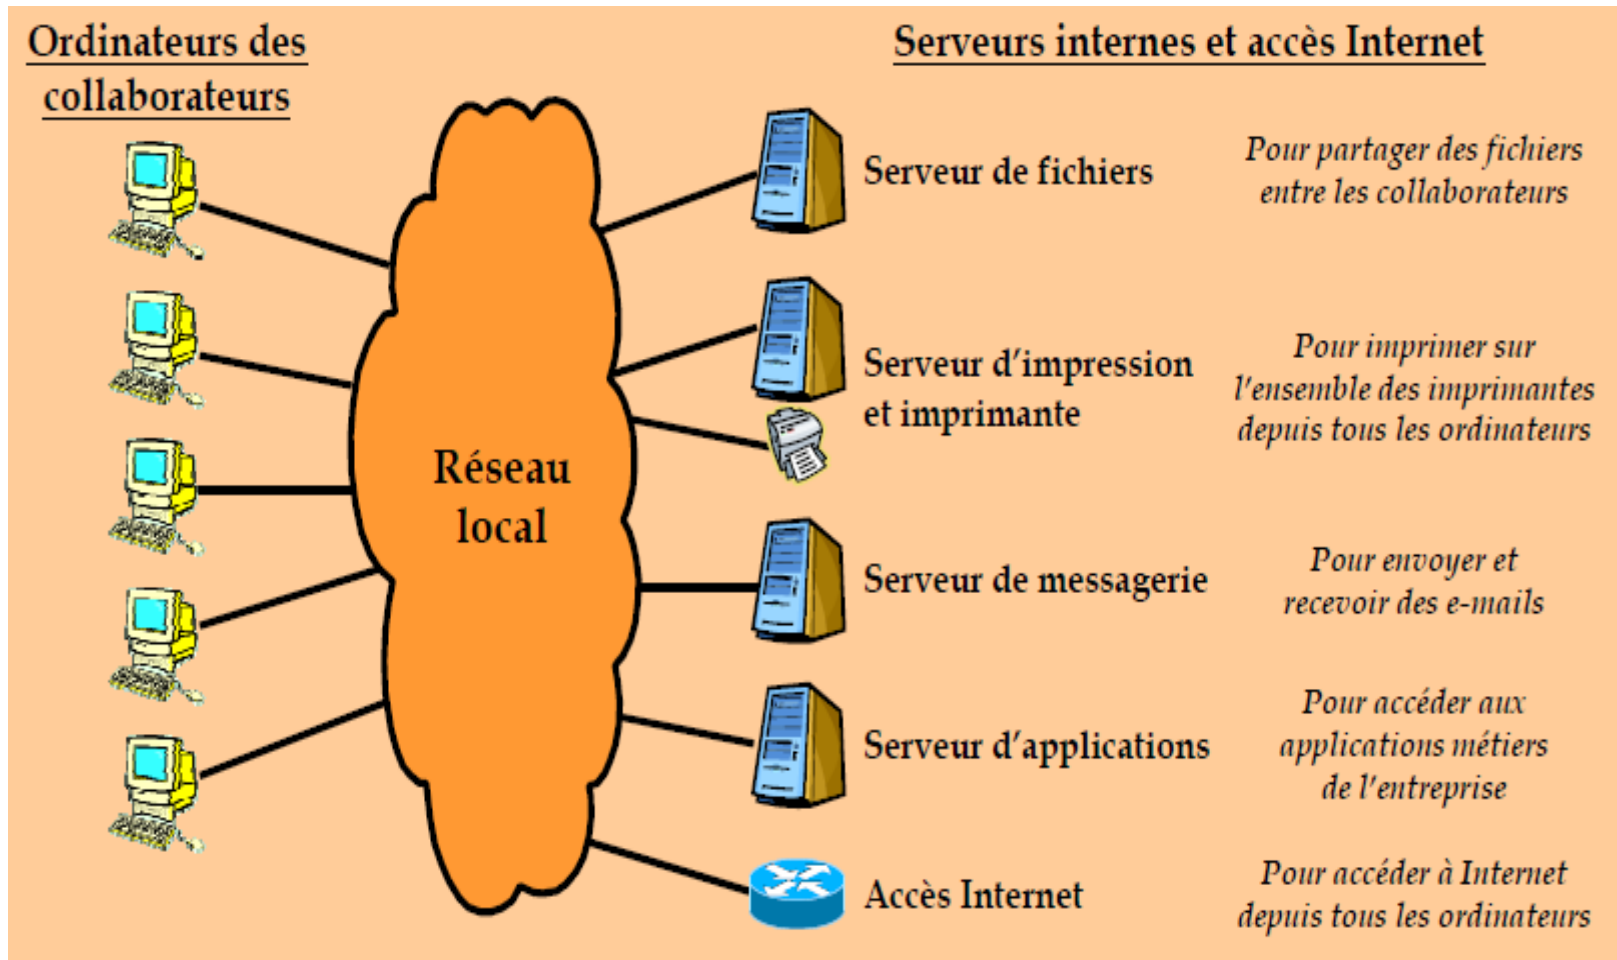 Ordinateurs des
collaborateurs
Serveurs internes et accès Internet
Réseau
local
Serveur de fichiers
Pour partager des fichiers
entre les collaborateurs
Serveur d'impression
et imprimante
Pour imprimer sur
l'ensemble des imprimantes
depuis tous les ordinateurs
Serveur de messagerie
Pour envoyer et
recevoir des e-mails
Serveur d'applications
Pour accéder aux
applications métiers
de l'entreprise
Accès Internet
Pour accéder à Internet
depuis tous les ordinateurs